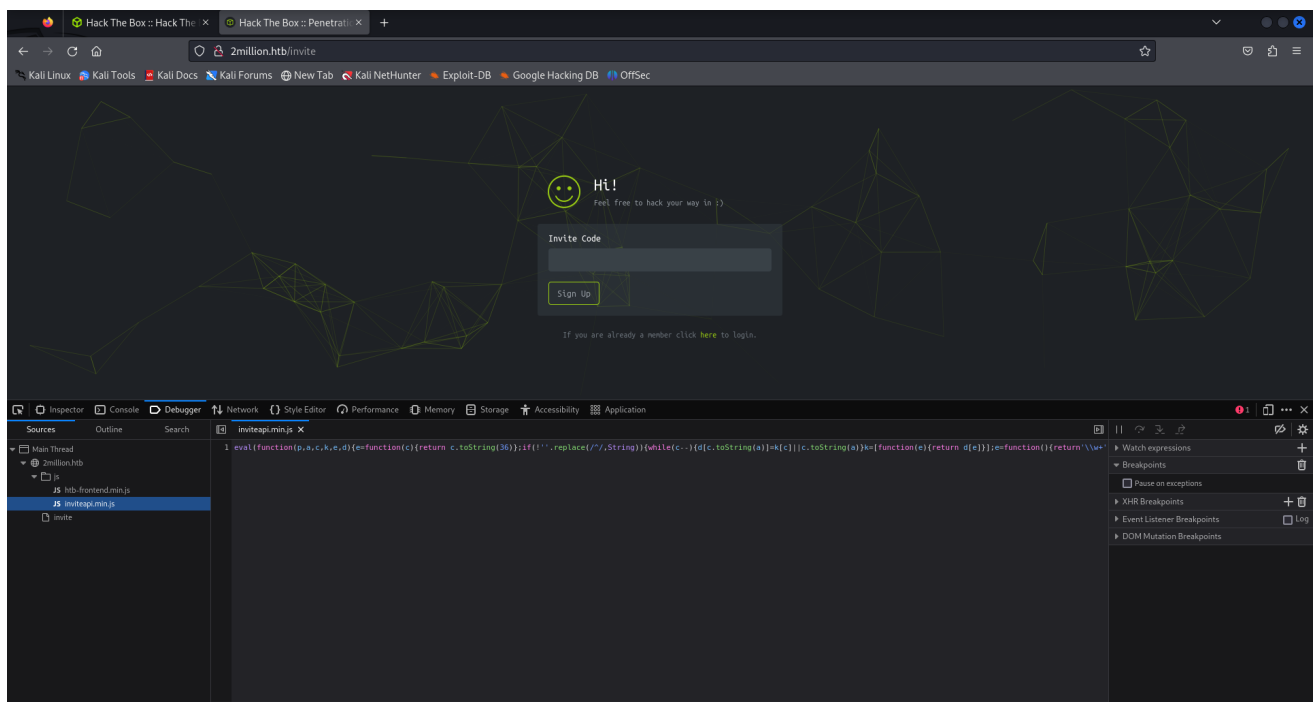 Hack The Box :: Hack The
Hack The Box :: Penetratio
2million.htb/invite
Kali Linux Kali Tools Kali Docs Kali Forums New Tab Kali NetHunter Exploit-DB Google Hacking DB OffSec
Hi!
Feel free to hack your way in :)
Invite Code
Sign Up
If you are already a member click here to login.
Inspector Console Debugger Network Style Editor Performance Memory Storage Accessibility Application 1
Sources Outline Search inviteapi.min.js
Main Thread
2million.htb
js
JS htb-frontend.min.js
JS inviteapi.min.js
invite
1 eval(function(p,a,c,k,e,d){e=function(c){return c.toString(36)};if(!''.replace(/^/,String)){while(c--){d[c.toString(a)]=k[c]||c.toString(a)}k=[function(e){return d[e]}];e=function(){return'\\w+'
Watch expressions
Breakpoints
Pause on exceptions
XHR Breakpoints
Event Listener Breakpoints Log
DOM Mutation Breakpoints